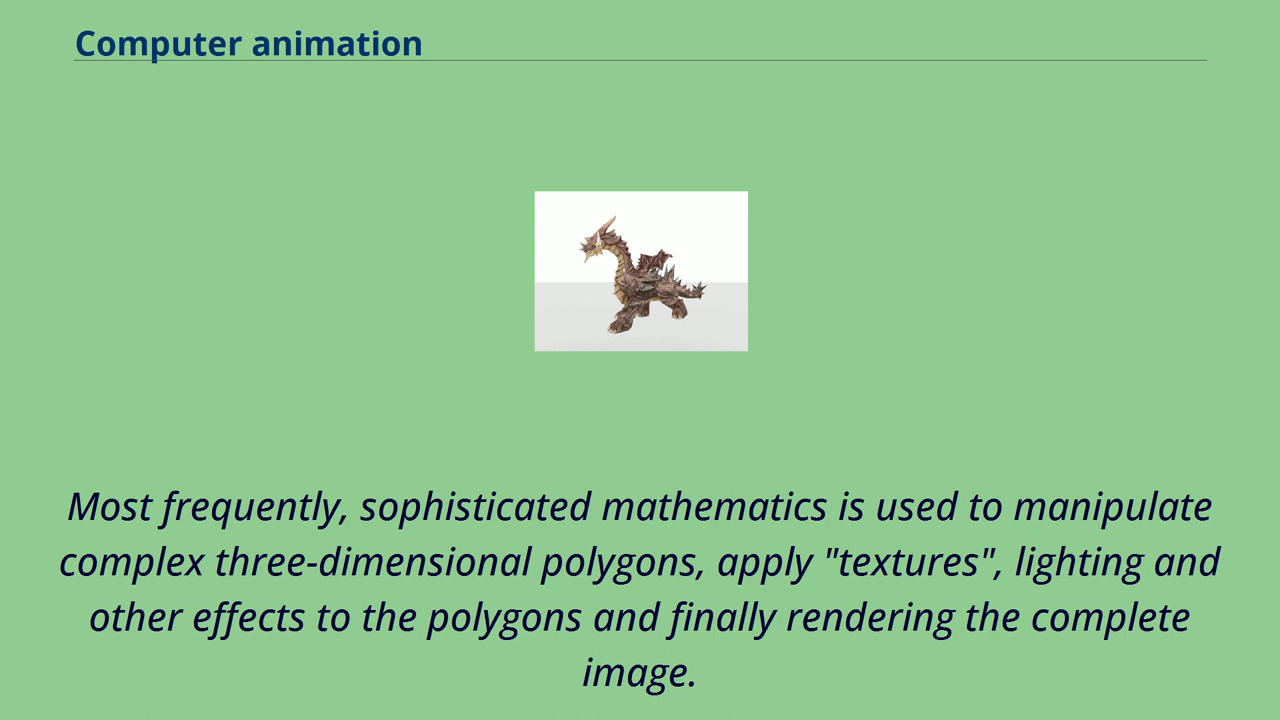 Computer animation
Most frequently, sophisticated mathematics is used to manipulate
complex three-dimensional polygons, apply "textures", lighting and
other effects to the polygons and finally rendering the complete
image.